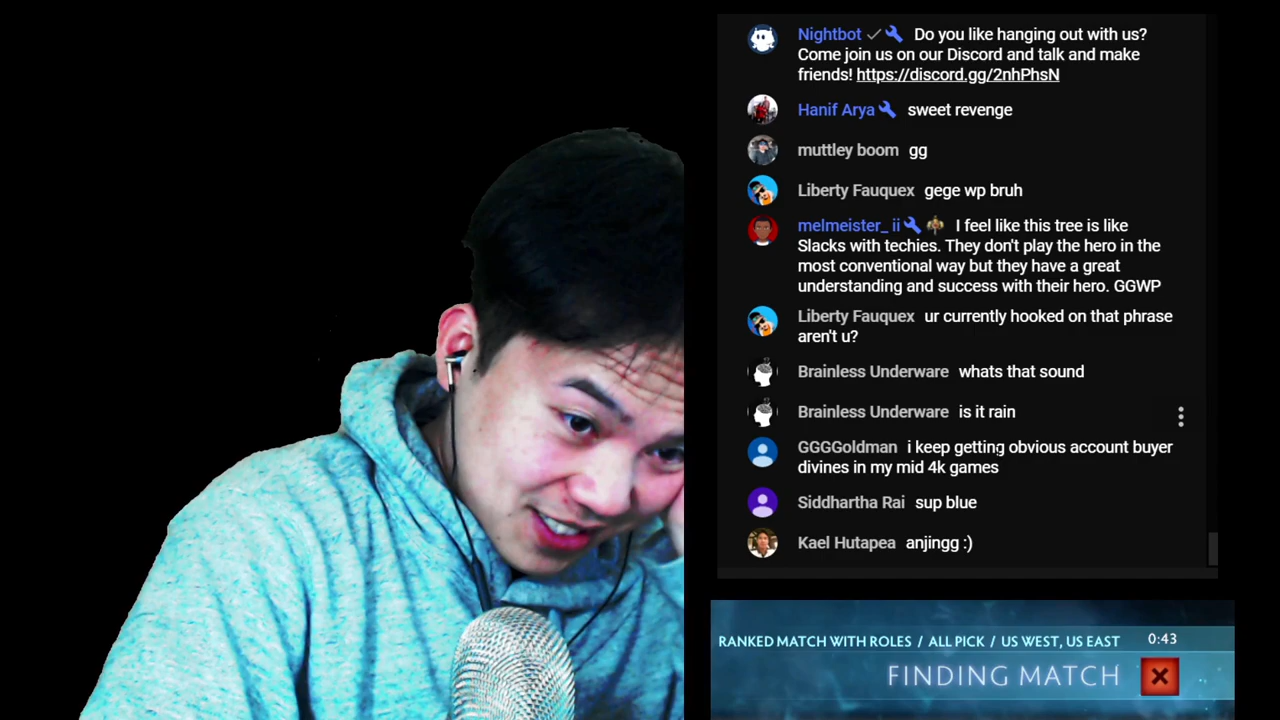 Nightbot Do you like hanging out with us?
Come join us on our Discord and talk and make
friends! https://discord.gg/2nhPhsN
Hanif Arya sweet revenge
muttley boom gg
Liberty Fauquex gege wp bruh
melmeister_ ii I feel like this tree is like
Slacks with techies. They don't play the hero in the
most conventional way but they have a great
understanding and success with their hero. GGWP
Liberty Fauquex ur currently hooked on that phrase
aren't u?
Brainless Underware whats that sound
Brainless Underware is it rain
GGGGoldman i keep getting obvious account buyer
divines in my mid 4k games
Siddhartha Rai sup blue
Kael Hutapea anjingg :)
RANKED MATCH WITH ROLES / ALL PICK / US WEST, US EAST 0:43
FINDING MATCH